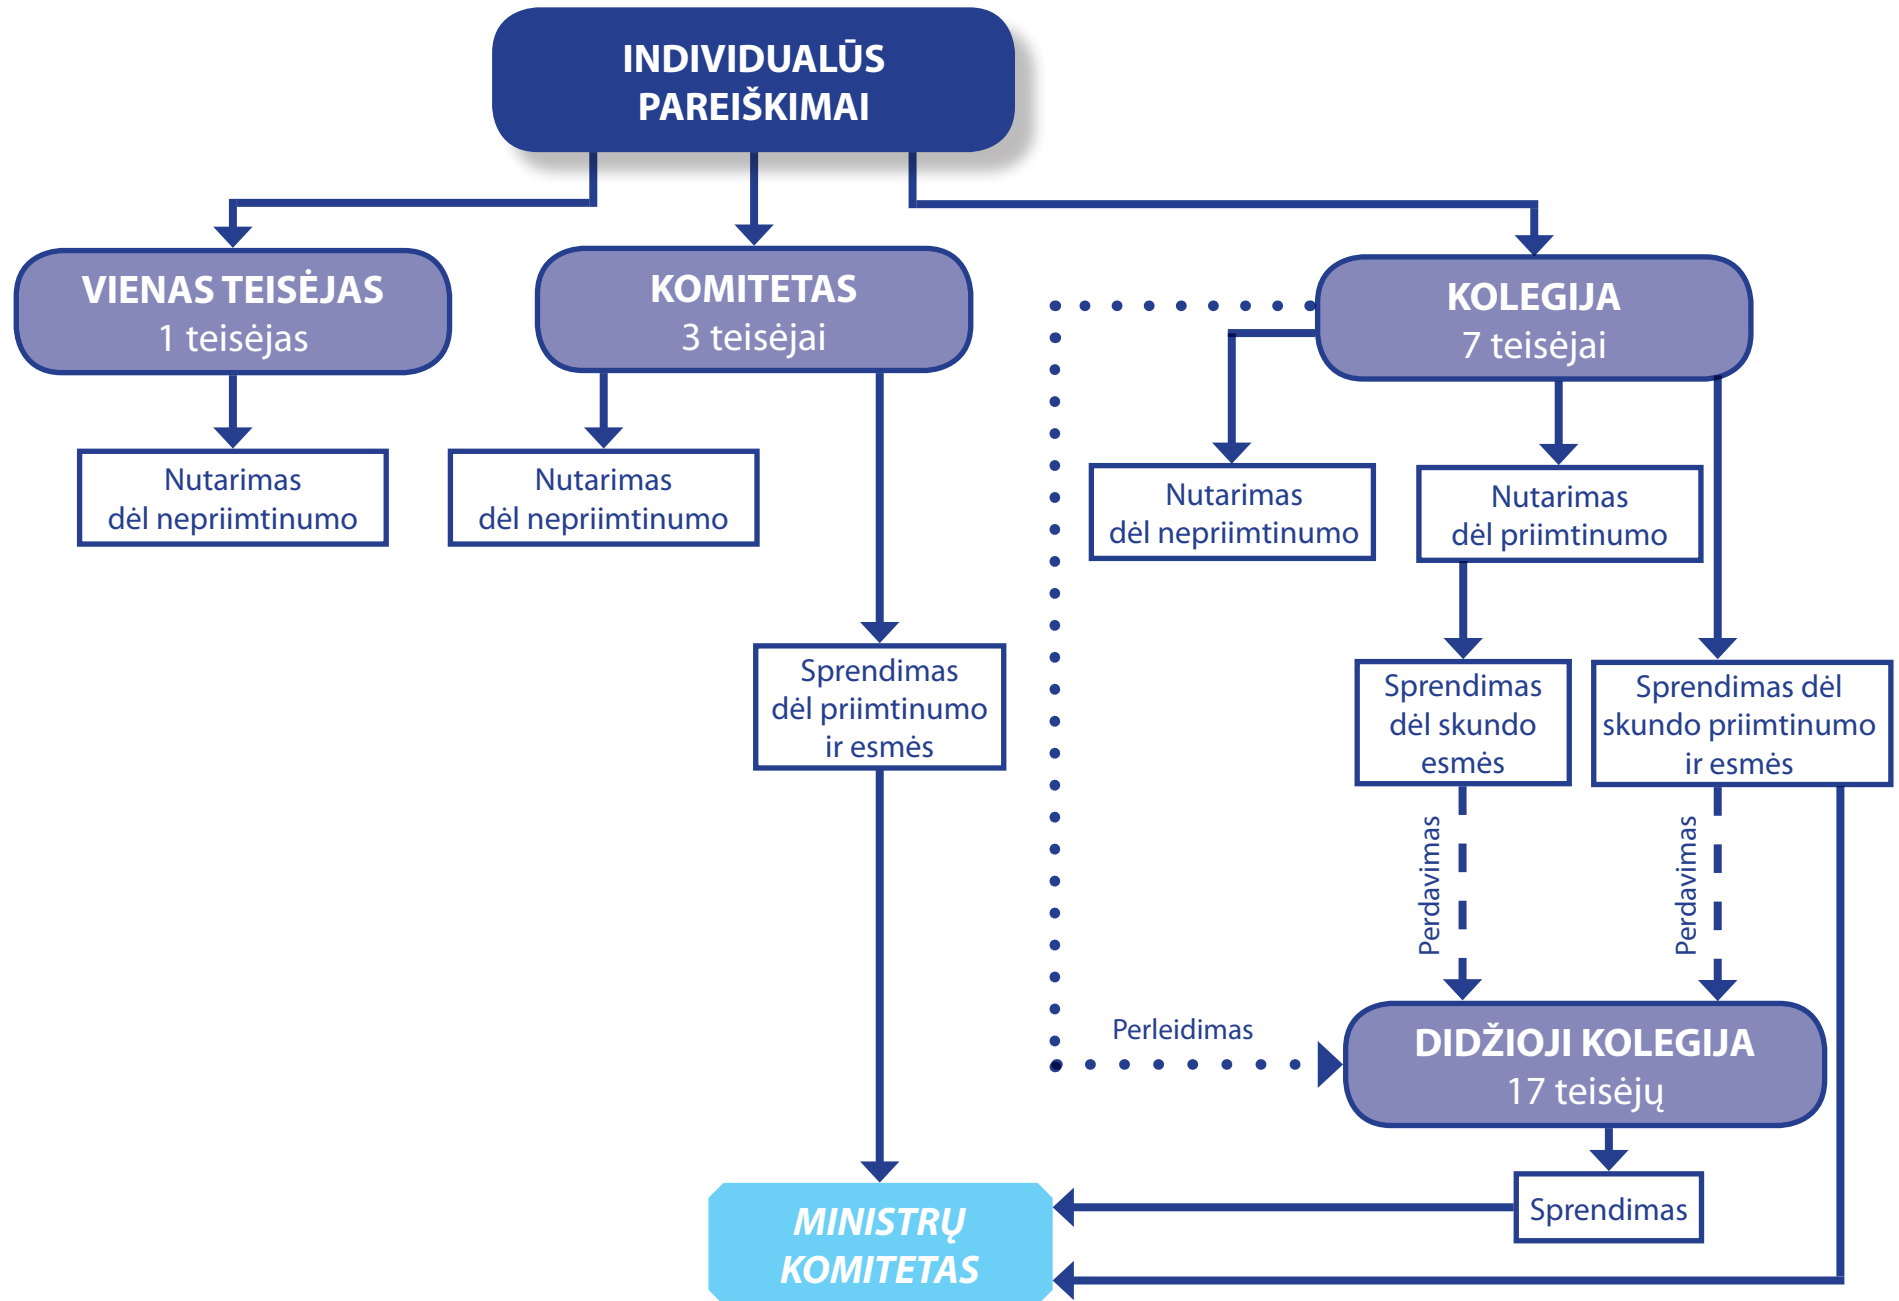 INDIVIDUALŪS
PAREIŠKIMAI
VIENAS TEISĖJAS
1 teisėjas
KOMITETAS
3 teisėjai
KOLEGIJA
7 teisėjai
Nutarimas
dėl nepriimtinumo
Nutarimas
dėl nepriimtinumo
Nutarimas
dėl nepriimtinumo
Nutarimas
dėl priimtinumo
Sprendimas
dėl priimtinumo
ir esmės
Sprendimas
dėl skundo
esmės
Sprendimas dėl
skundo priimtinumo
ir esmės
Perdavimas
Perdavimas
Perleidimas
DIDŽIOJI KOLEGIJA
17 teisėjų
Sprendimas
MINISTRŲ
KOMITETAS